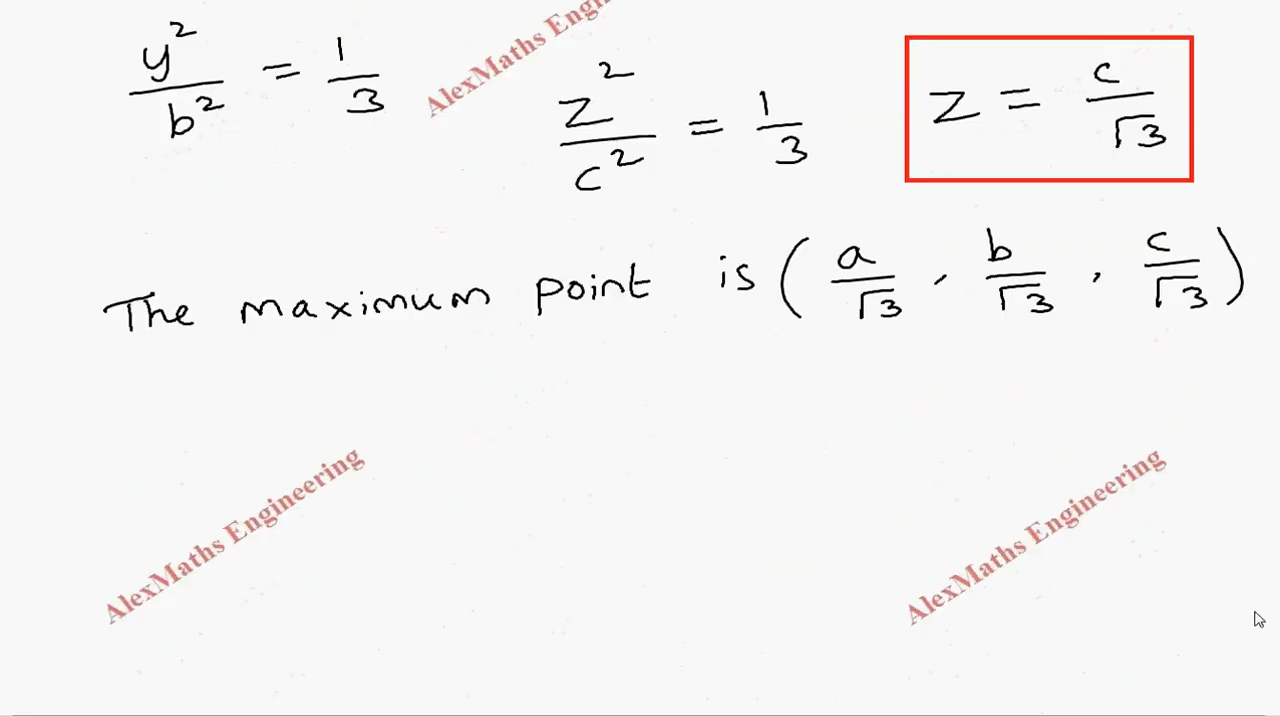 y²/b² = 1/3
AlexMaths Engineering
z²/c² = 1/3
z = c/√3
The maximum point is (a/√3, b/√3, c/√3)
AlexMaths Engineering
AlexMaths Engineering